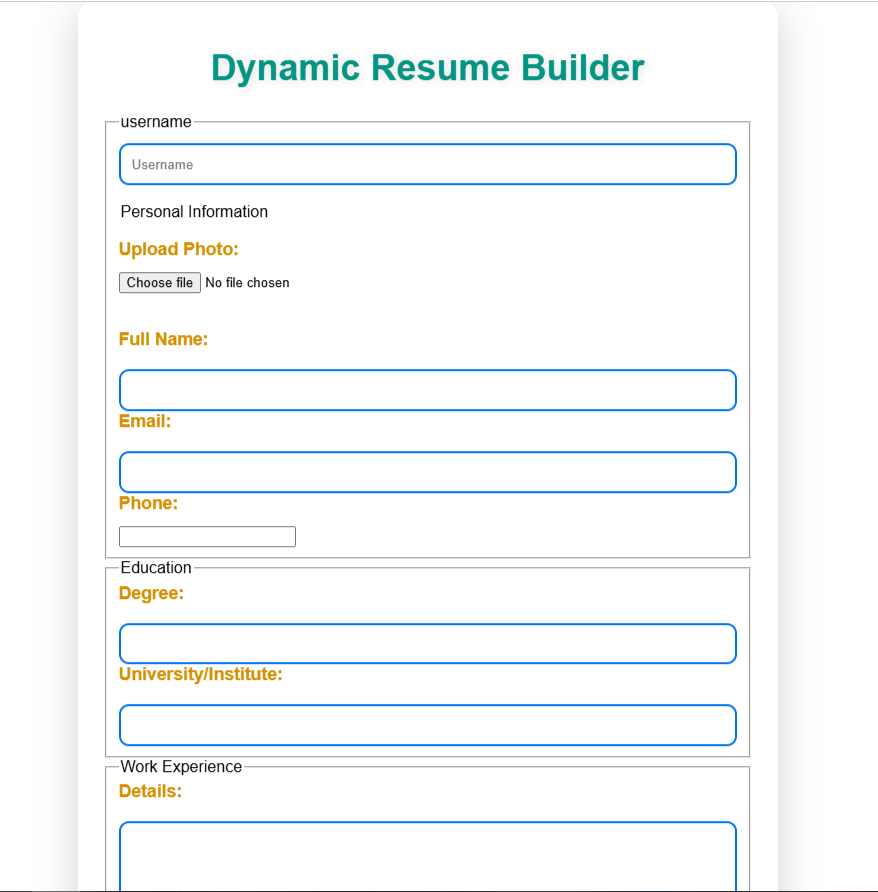 Dynamic Resume Builder
username
Username
Personal Information
Upload Photo:
Choose file No file chosen
Full Name:
Email:
Phone:
Education
Degree:
University/Institute:
Work Experience
Details: